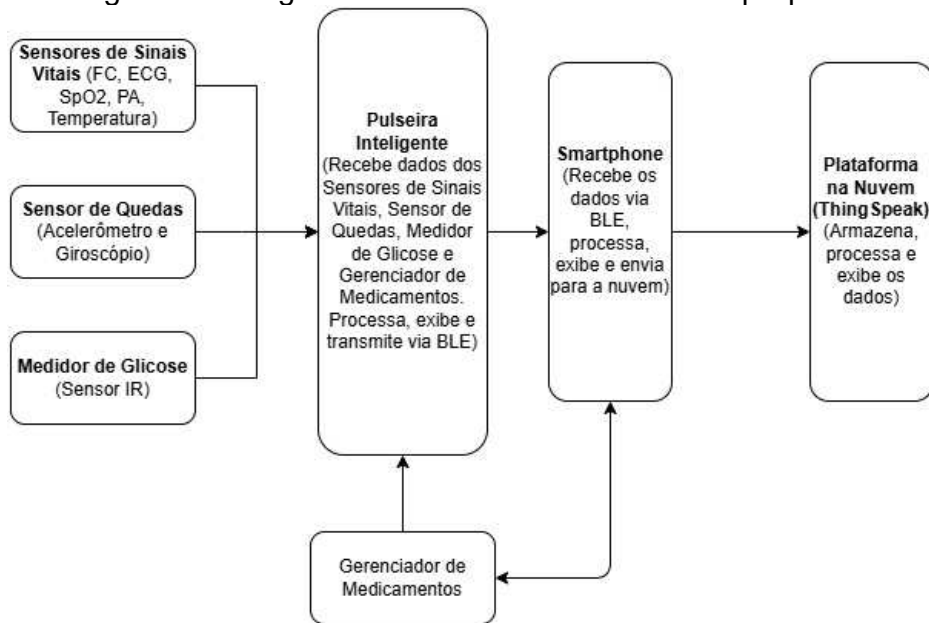 Sensores de Sinais
Vitais (FC, ECG,
SpO2, PA,
Temperatura)
Sensor de Quedas
(Acelerômetro e
Giroscópio)
Medidor de Glicose
(Sensor IR)
Pulseira
Inteligente
(Recebe dados dos
Sensores de Sinais
Vitais, Sensor de
Quedas, Medidor
de Glicose e
Gerenciador de
Medicamentos.
Processa, exibe e
transmite via BLE)
Smartphone
(Recebe os
dados via
BLE,
processa,
exibe e envia
para a nuvem)
Plataforma
na Nuvem
(ThingSpeak)
(Armazena,
processa e
exibe os
dados)
Gerenciador de
Medicamentos